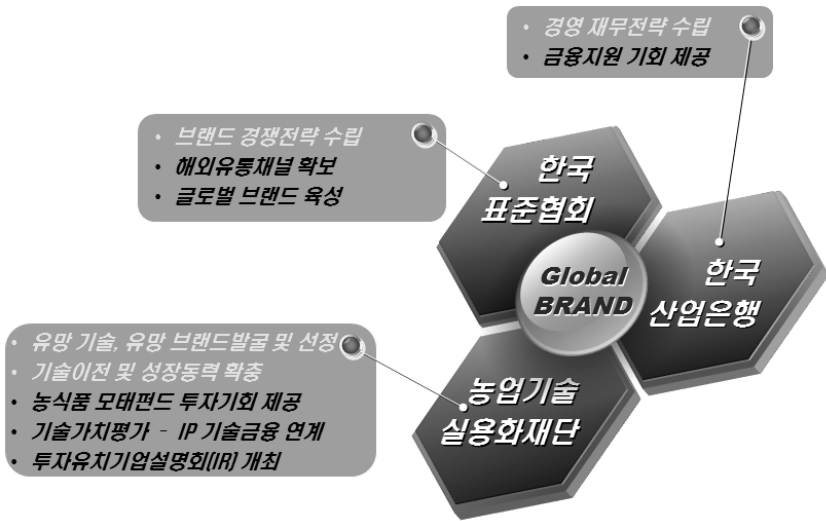 • 경영 재무전략 수립
• 금융지원 기회 제공
• 브랜드 경쟁전략 수립
• 해외유통채널 확보
• 글로벌 브랜드 육성
한국
표준협회
Global
BRAND
한국
산업은행
• 유망 기술, 유망 브랜드발굴 및 선정
• 기술이전 및 성장동력 확충
• 농식품 모태펀드 투자기회 제공
• 기술가치평가 - IP 기술금융 연계
• 투자유치기업설명회(IR) 개최
농업기술
실용화재단